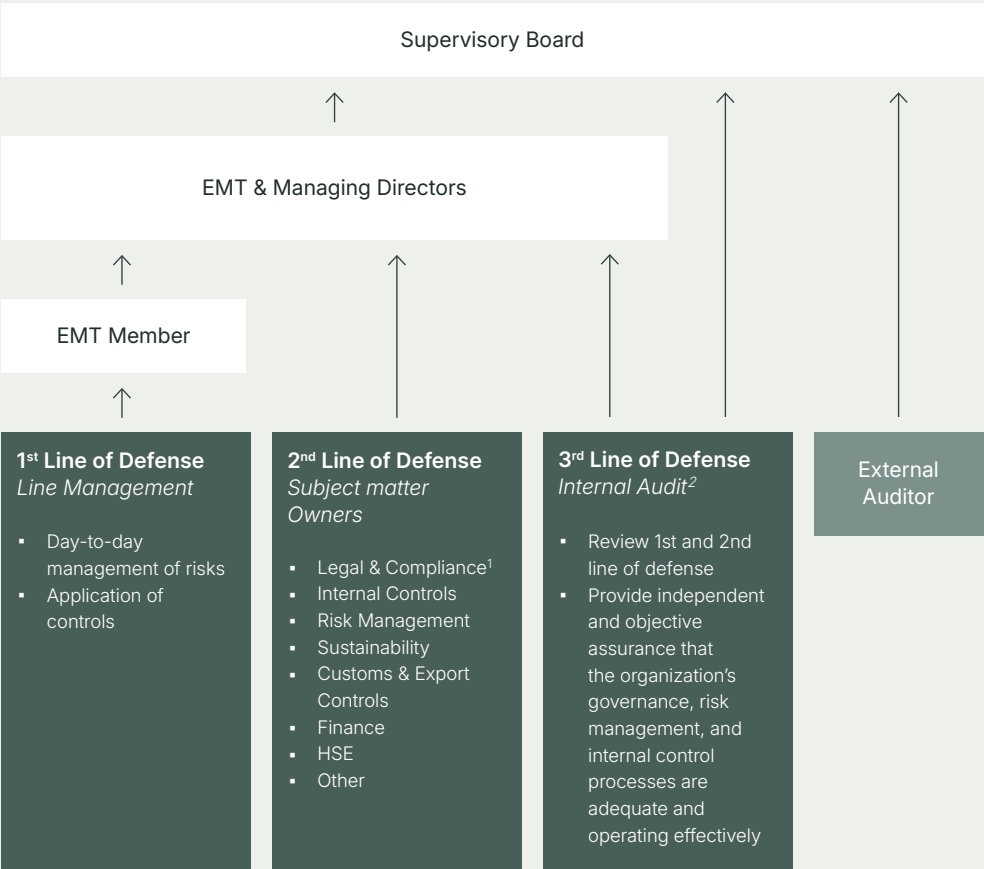 Supervisory Board
EMT & Managing Directors
EMT Member
1st Line of Defense
Line Management
▪ Day-to-day
management of risks
▪ Application of
controls
2nd Line of Defense
Subject matter
Owners
▪ Legal & Compliance1
▪ Internal Controls
▪ Risk Management
▪ Sustainability
▪ Customs & Export
Controls
▪ Finance
▪ HSE
▪ Other
3rd Line of Defense
Internal Audit2
▪ Review 1st and 2nd
line of defense
▪ Provide independent
and objective
assurance that
the organization’s
governance, risk
management, and
internal control
processes are
adequate and
operating effectively
External
Auditor